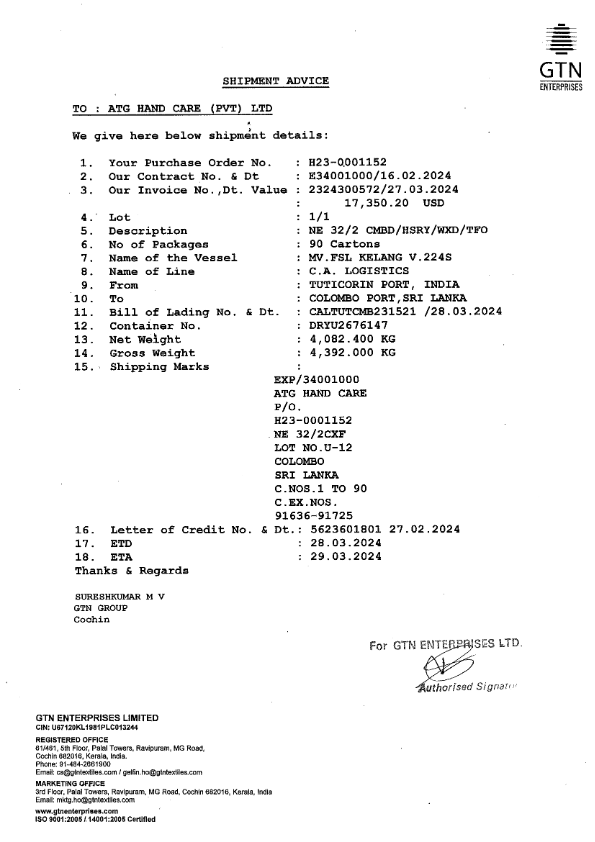 GTN
ENTERPRISES
SHIPMENT ADVICE
TO : ATG HAND CARE (PVT) LTD
We give here below shipment details:
1. Your Purchase Order No. : H23-0001152
2. Our Contract No. & Dt : E34001000/16.02.2024
3. Our Invoice No.,Dt. Value : 2324300572/27.03.2024
: 17,350.20 USD
4. Lot : 1/1
5. Description : NE 32/2 CMBD/HSRY/WXD/TFO
6. No of Packages : 90 Cartons
7. Name of the Vessel : MV.FSL KELANG V.224S
8. Name of Line : C.A. LOGISTICS
9. From : TUTICORIN PORT, INDIA
10. To : COLOMBO PORT,SRI LANKA
11. Bill of Lading No. & Dt. : CALTUTCMB231521 /28.03.2024
12. Container No. : DRYU2676147
13. Net Weight : 4,082.400 KG
14. Gross Weight : 4,392.000 KG
15. Shipping Marks :
EXP/34001000
ATG HAND CARE
P/O.
H23-0001152
NE 32/2CXF
LOT NO.U-12
COLOMBO
SRI LANKA
C.NOS.1 TO 90
C.EX.NOS.
91636-91725
16. Letter of Credit No. & Dt.: 5623601801 27.02.2024
17. ETD : 28.03.2024
18. ETA : 29.03.2024
Thanks & Regards
SURESHKUMAR M V
GTN GROUP
Cochin
For GTN ENTERPRISES LTD.
Authorised Signator
GTN ENTERPRISES LIMITED
CIN: U67120KL1981PLC013244
REGISTERED OFFICE
61/461, 5th Floor, Palal Towers, Ravipuram, MG Road,
Cochin 682016, Kerala, India.
Phone: 91-484-2661900
Email: cs@gtntextiles.com / gelfin.ho@gtntextiles.com
MARKETING OFFICE
3rd Floor, Palal Towers, Ravipuram, MG Road, Cochin 682016, Kerala, India
Email: mktg.ho@gtntextiles.com
www.gtnenterprises.com
ISO 9001:2005 / 14001:2005 Certified